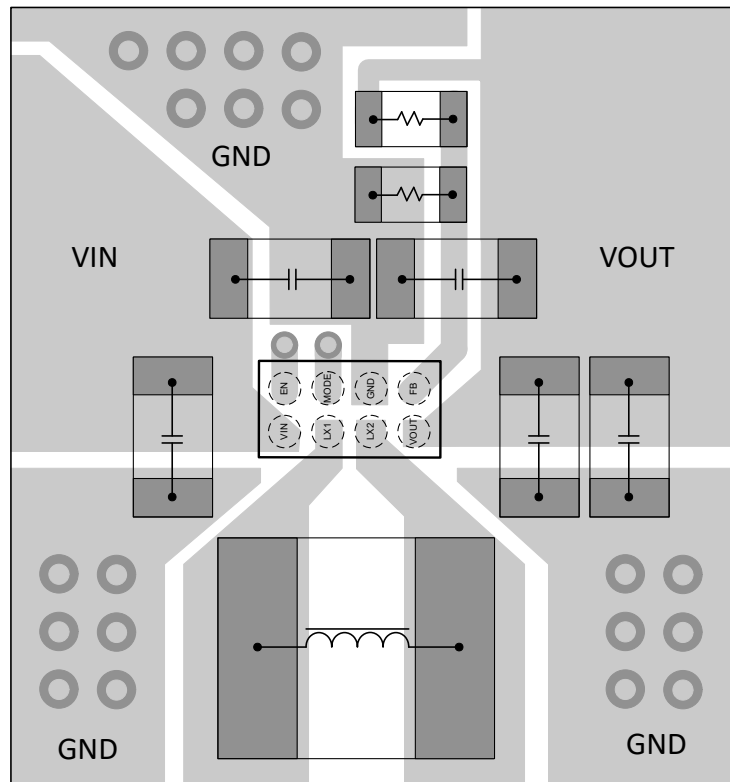 GND
VIN
VOUT
EN
MODE
GND
FB
VIN
LX1
LX2
VOUT
GND
GND